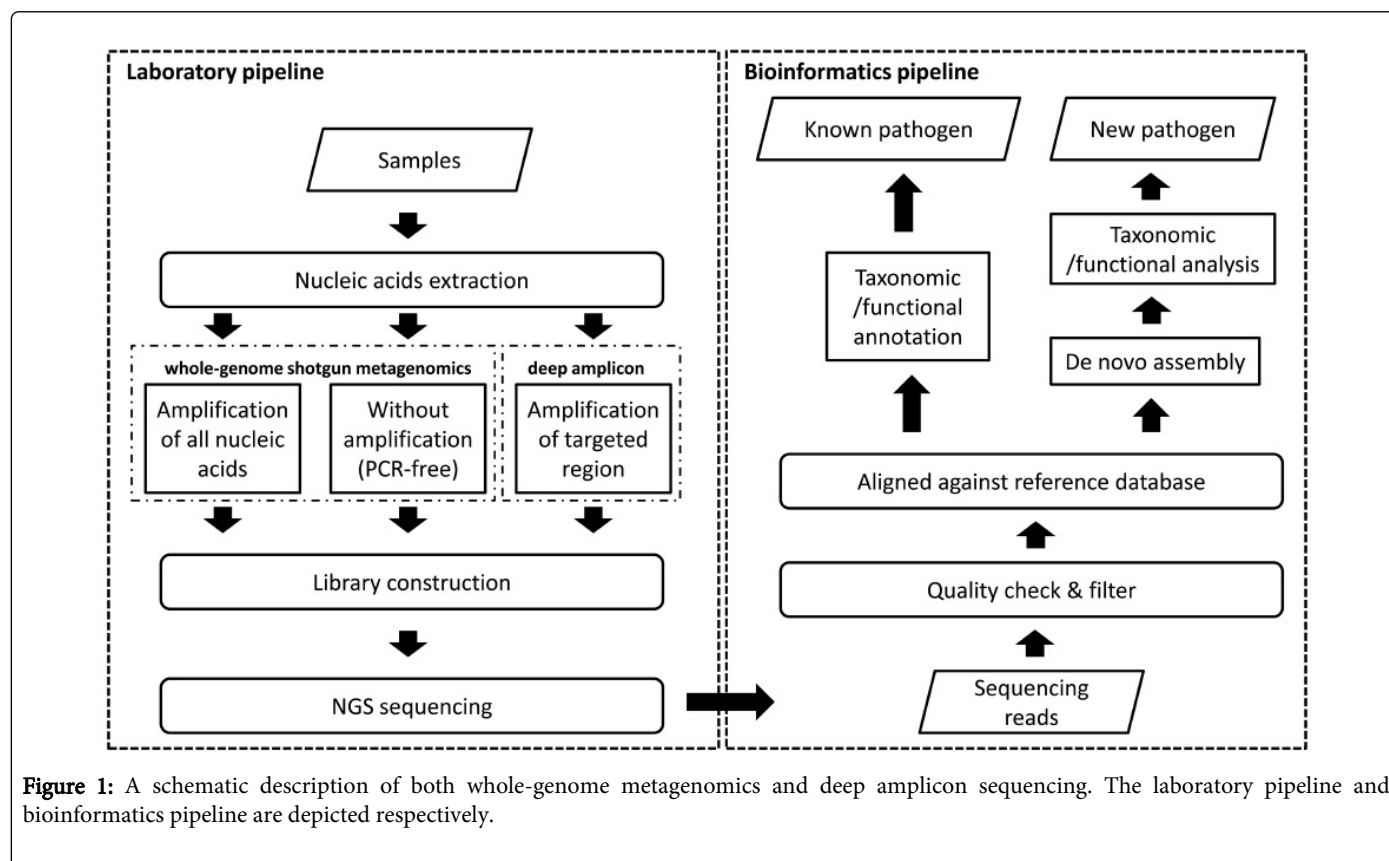 Laboratory pipeline
Samples
Nucleic acids extraction
whole-genome shotgun metagenomics
deep amplicon
Amplification
of all nucleic
acids
Without
amplification
(PCR-free)
Amplification
of targeted
region
Library construction
NGS sequencing
Bioinformatics pipeline
Known pathogen
New pathogen
Taxonomic
/functional
annotation
Taxonomic
/functional analysis
De novo assembly
Aligned against reference database
Quality check & filter
Sequencing
reads
Figure 1: A schematic description of both whole-genome metagenomics and deep amplicon sequencing. The laboratory pipeline and
bioinformatics pipeline are depicted respectively.